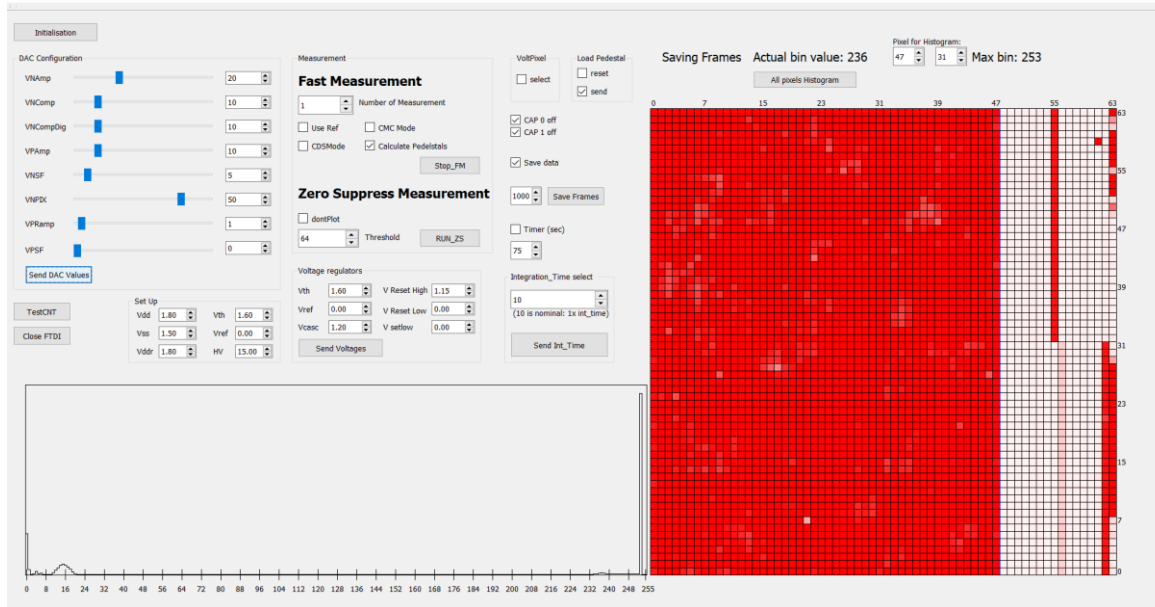 Initialisation
DAC Configuration
VNAmp 20
VNComp 10
VNCompDig 10
VPAmp 10
VNSF 5
VNPIX 50
VPRamp 1
VPSF 0
Send DAC Values
TestCNT
Close FTDI
Set Up
Vdd 1.80 Vth 1.60
Vss 1.50 Vref 0.00
Vddr 1.80 HV 15.00
Measurement
Fast Measurement
1 Number of Measurement
Use Ref CMC Mode
CDSMode Calculate Pedelstals
Stop_FM
Zero Suppress Measurement
dontPlot
64 Threshold RUN_ZS
Voltage regulators
Vth 1.60 V Reset High 1.15
Vref 0.00 V Reset Low 0.00
Vcasc 1.20 V setlow 0.00
Send Voltages
VoltPixel
select
Load Pedestal
reset
send
CAP 0 off
CAP 1 off
Save data
1000 Save Frames
Timer (sec)
75
Integration_Time select
10
(10 is nominal: 1x int_time)
Send Int_Time
Pixel for Histogram:
Saving Frames Actual bin value: 236 47 31 Max bin: 253
All pixels Histogram
0 7 15 23 31 39 47 55 63
63
55
47
39
31
23
15
7
0
0 8 16 24 32 40 48 56 64 72 80 88 96 104 112 120 128 136 144 152 160 168 176 184 192 200 208 216 224 232 240 248 255